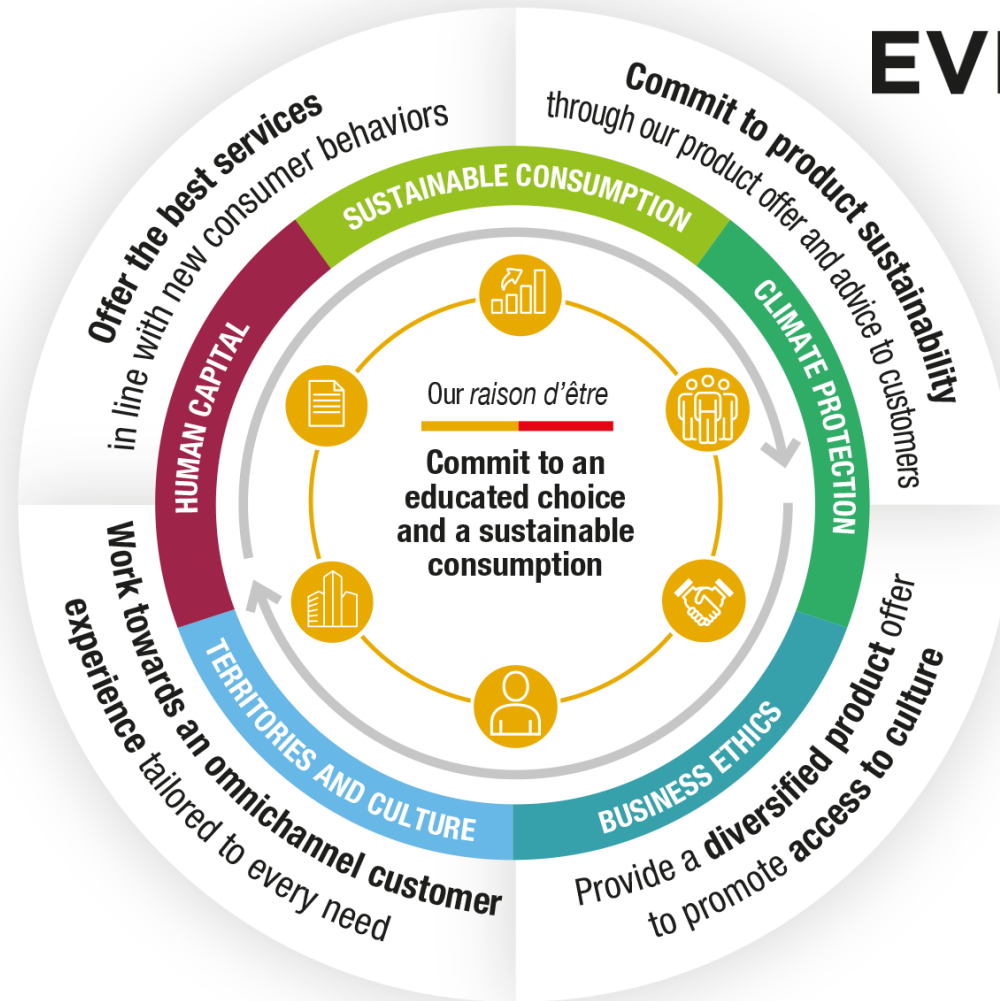 EV
Offer the best services
in line with new consumer behaviors
Commit to product sustainability
through our product offer and advice to customers
SUSTAINABLE CONSUMPTION
HUMAN CAPITAL
CLIMATE PROTECTION
Our raison d'être
Commit to an
educated choice
and a sustainable
consumption
TERRITORIES AND CULTURE
BUSINESS ETHICS
Work towards an omnichannel customer
experience tailored to every need
Provide a diversified product offer
to promote access to culture